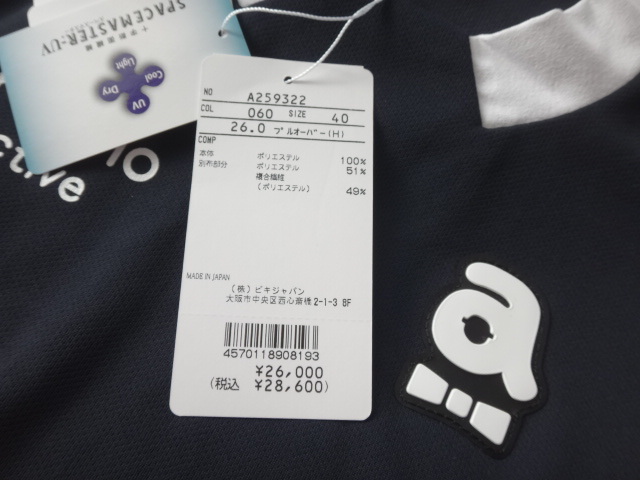 SPACEMASTER-UV
Cool
Light
Dry
UV
ctive
NO A259322
COL 060 SIZE 40
26.0 プルオーバー(H)
COMP
本体 ポリエステル 100%
別布部分 ポリエステル 51%
複合繊維
(ポリエステル) 49%
MADE IN JAPAN
(株)ピキジャパン
大阪市中央区西心斎橋2-1-3 8F
4570118908193
¥26,000
(税込 ¥28,600)
a